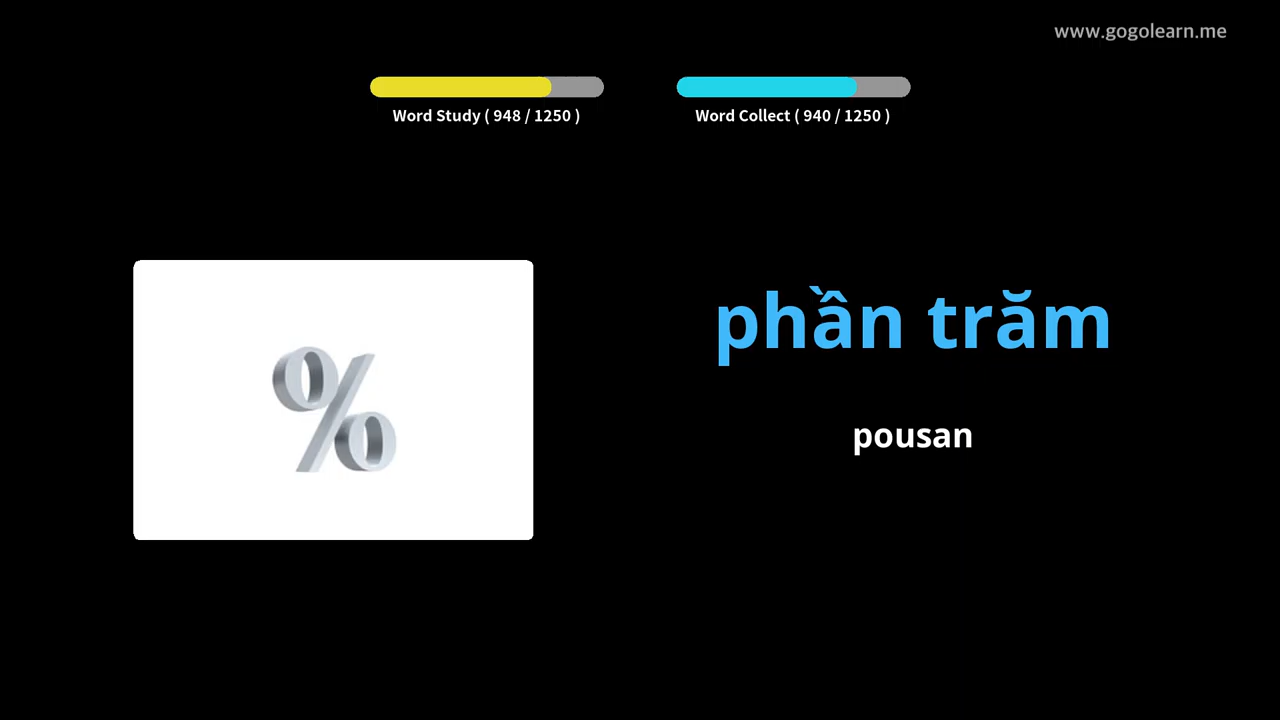 www.gogolearn.me
Word Study ( 948 / 1250 )
Word Collect ( 940 / 1250 )
%
phần trăm
pousan